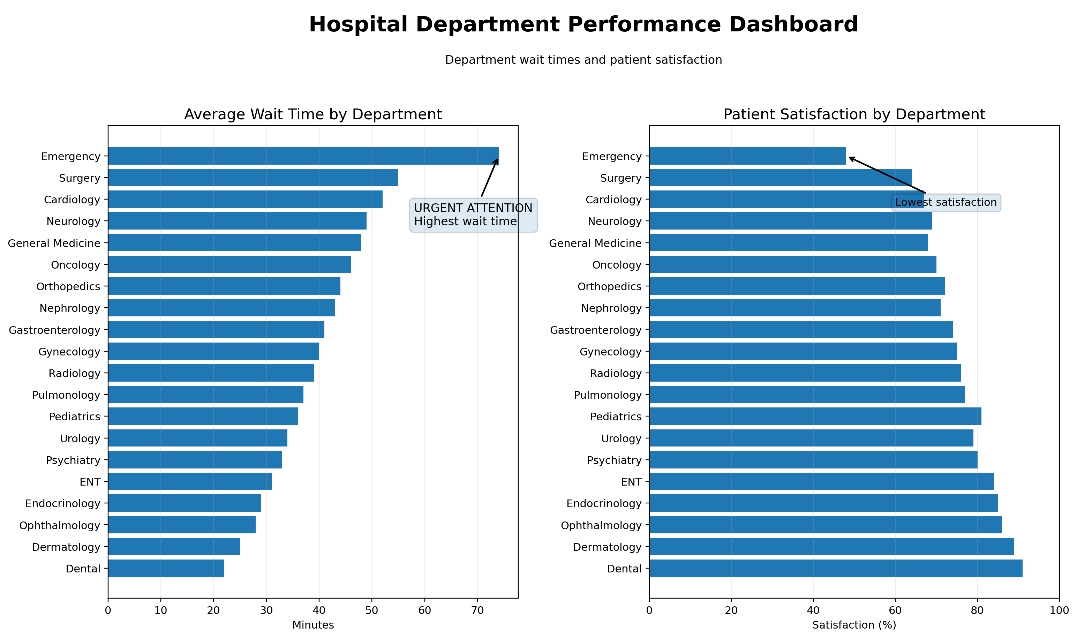 Hospital Department Performance Dashboard
Department wait times and patient satisfaction
Average Wait Time by Department
Emergency
Surgery
Cardiology
Neurology
General Medicine
Oncology
Orthopedics
Nephrology
Gastroenterology
Gynecology
Radiology
Pulmonology
Pediatrics
Urology
Psychiatry
ENT
Endocrinology
Ophthalmology
Dermatology
Dental
URGENT ATTENTION
Highest wait time
0 10 20 30 40 50 60 70
Minutes
Patient Satisfaction by Department
Emergency
Surgery
Cardiology
Neurology
General Medicine
Oncology
Orthopedics
Nephrology
Gastroenterology
Gynecology
Radiology
Pulmonology
Pediatrics
Urology
Psychiatry
ENT
Endocrinology
Ophthalmology
Dermatology
Dental
Lowest satisfaction
0 20 40 60 80 100
Satisfaction (%)